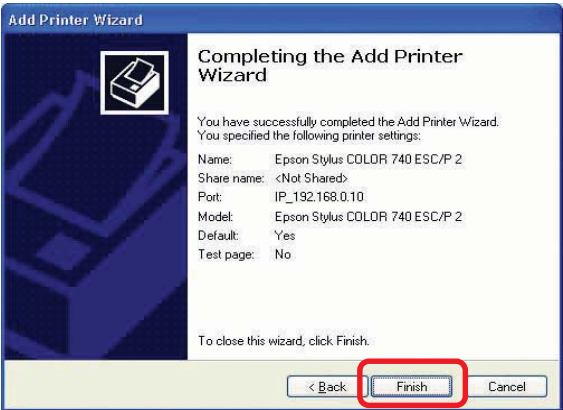 Add Printer Wizard
Completing the Add Printer
Wizard
You have successfully completed the Add Printer Wizard.
You specified the following printer settings:
Name: Epson Stylus COLOR 740 ESC/P 2
Share name: <Not Shared>
Port: IP_192.168.0.10
Model: Epson Stylus COLOR 740 ESC/P 2
Default: Yes
Test page: No
To close this wizard, click Finish.
< Back Finish Cancel